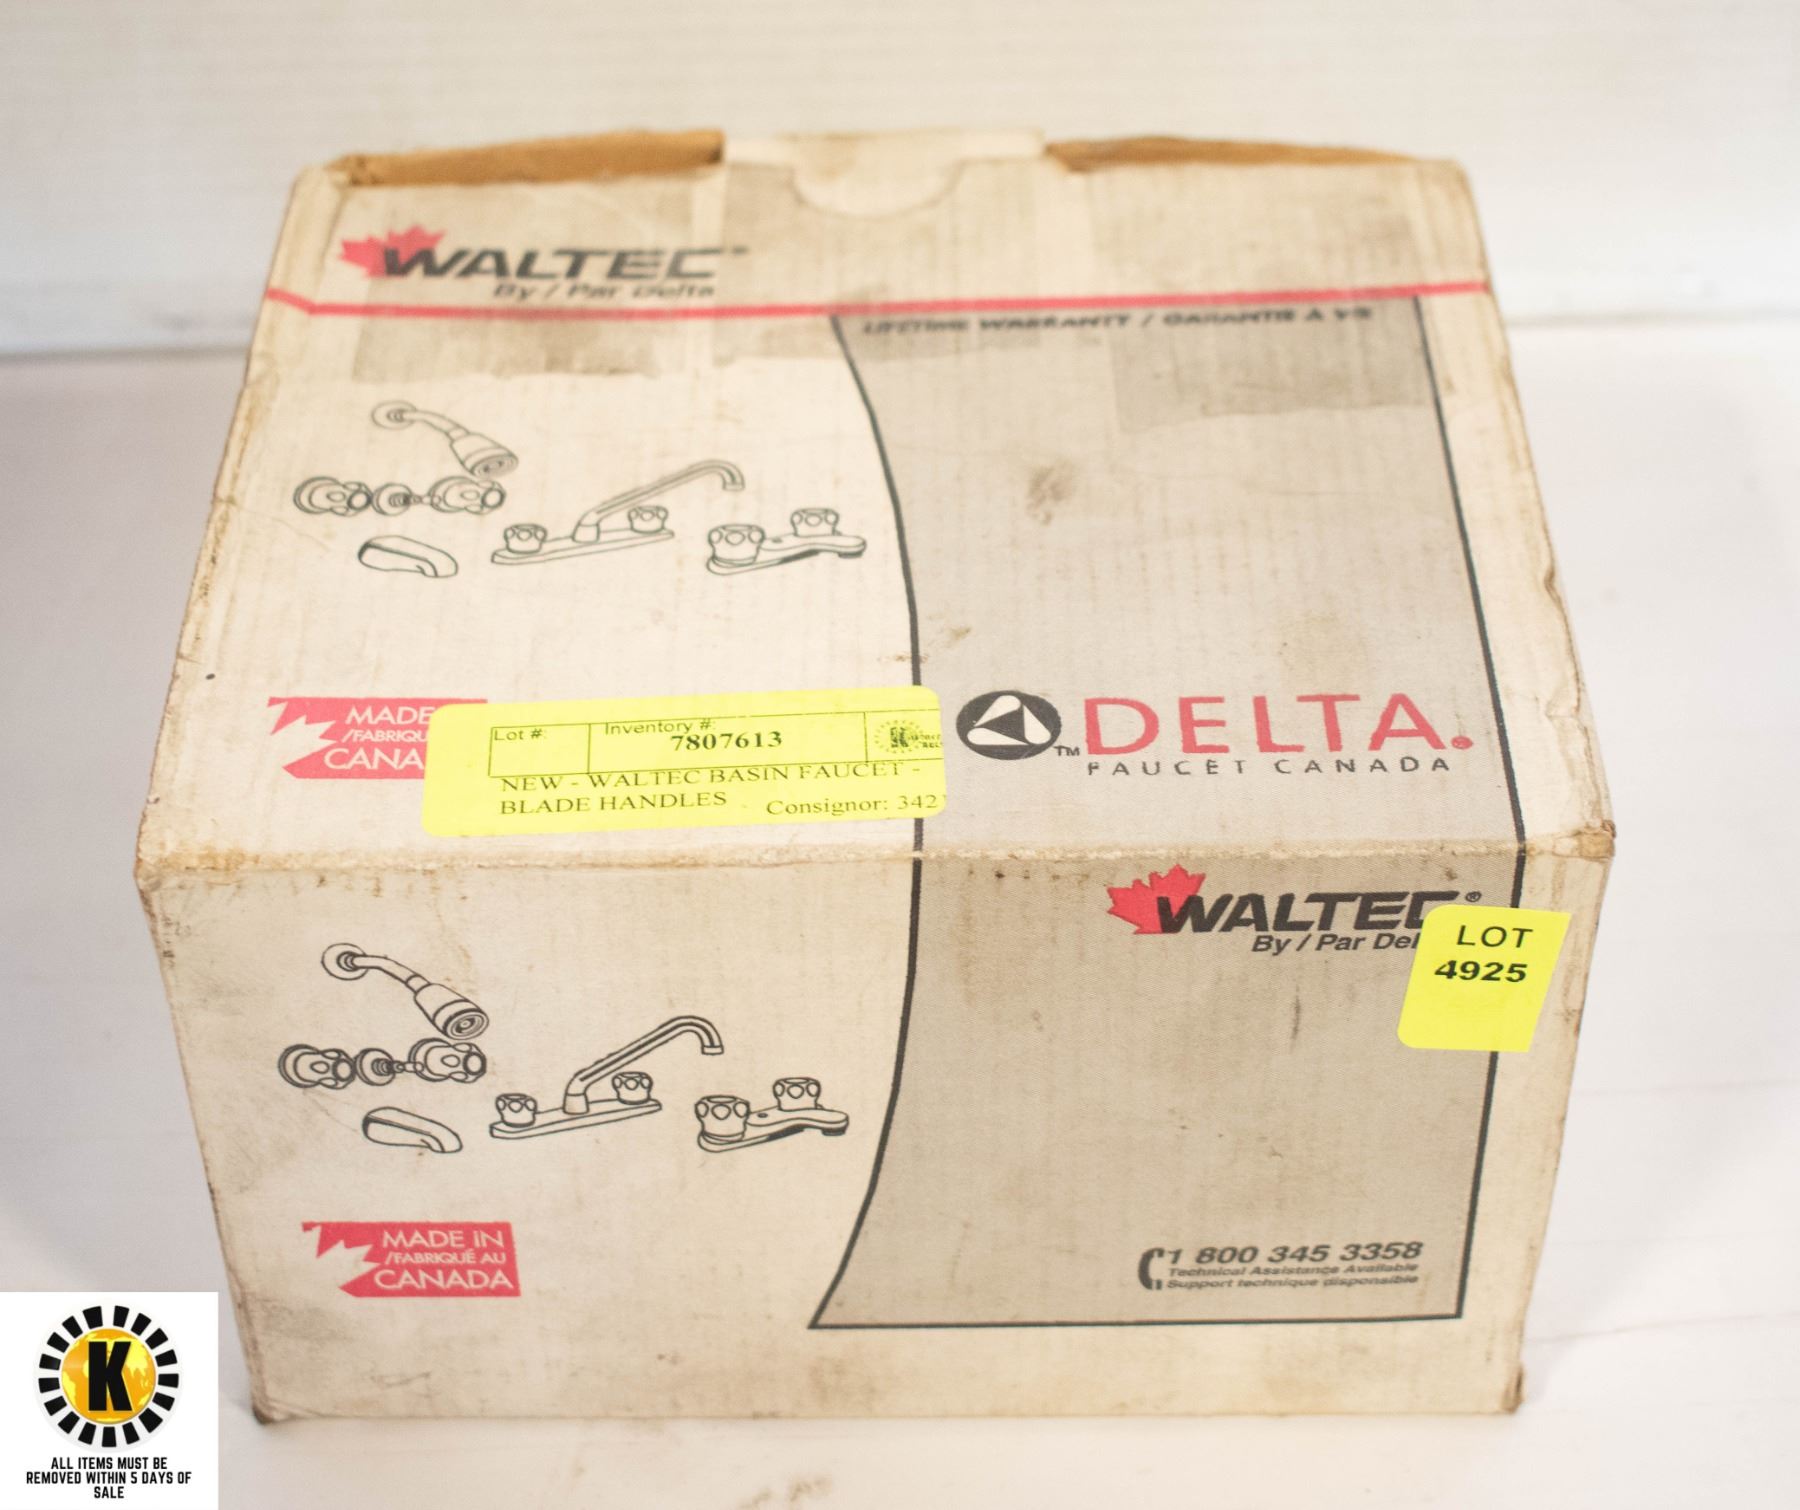 WALTEC
By / Par Delta
LIFETIME WARRANTY / GARANTIE À VIE
MADE
/FABRIQU
CANA
Lot #:
Inventory #:
7807613
NEW - WALTEC BASIN FAUCET -
BLADE HANDLES
Consignor: 342
™
DELTA®
FAUCET CANADA
WALTEC®
By / Par Del
LOT
4925
MADE IN
/FABRIQUÉ AU
CANADA
1 800 345 3358
Technical Assistance Available
Support technique disponible
K
ALL ITEMS MUST BE
REMOVED WITHIN 5 DAYS OF
SALE